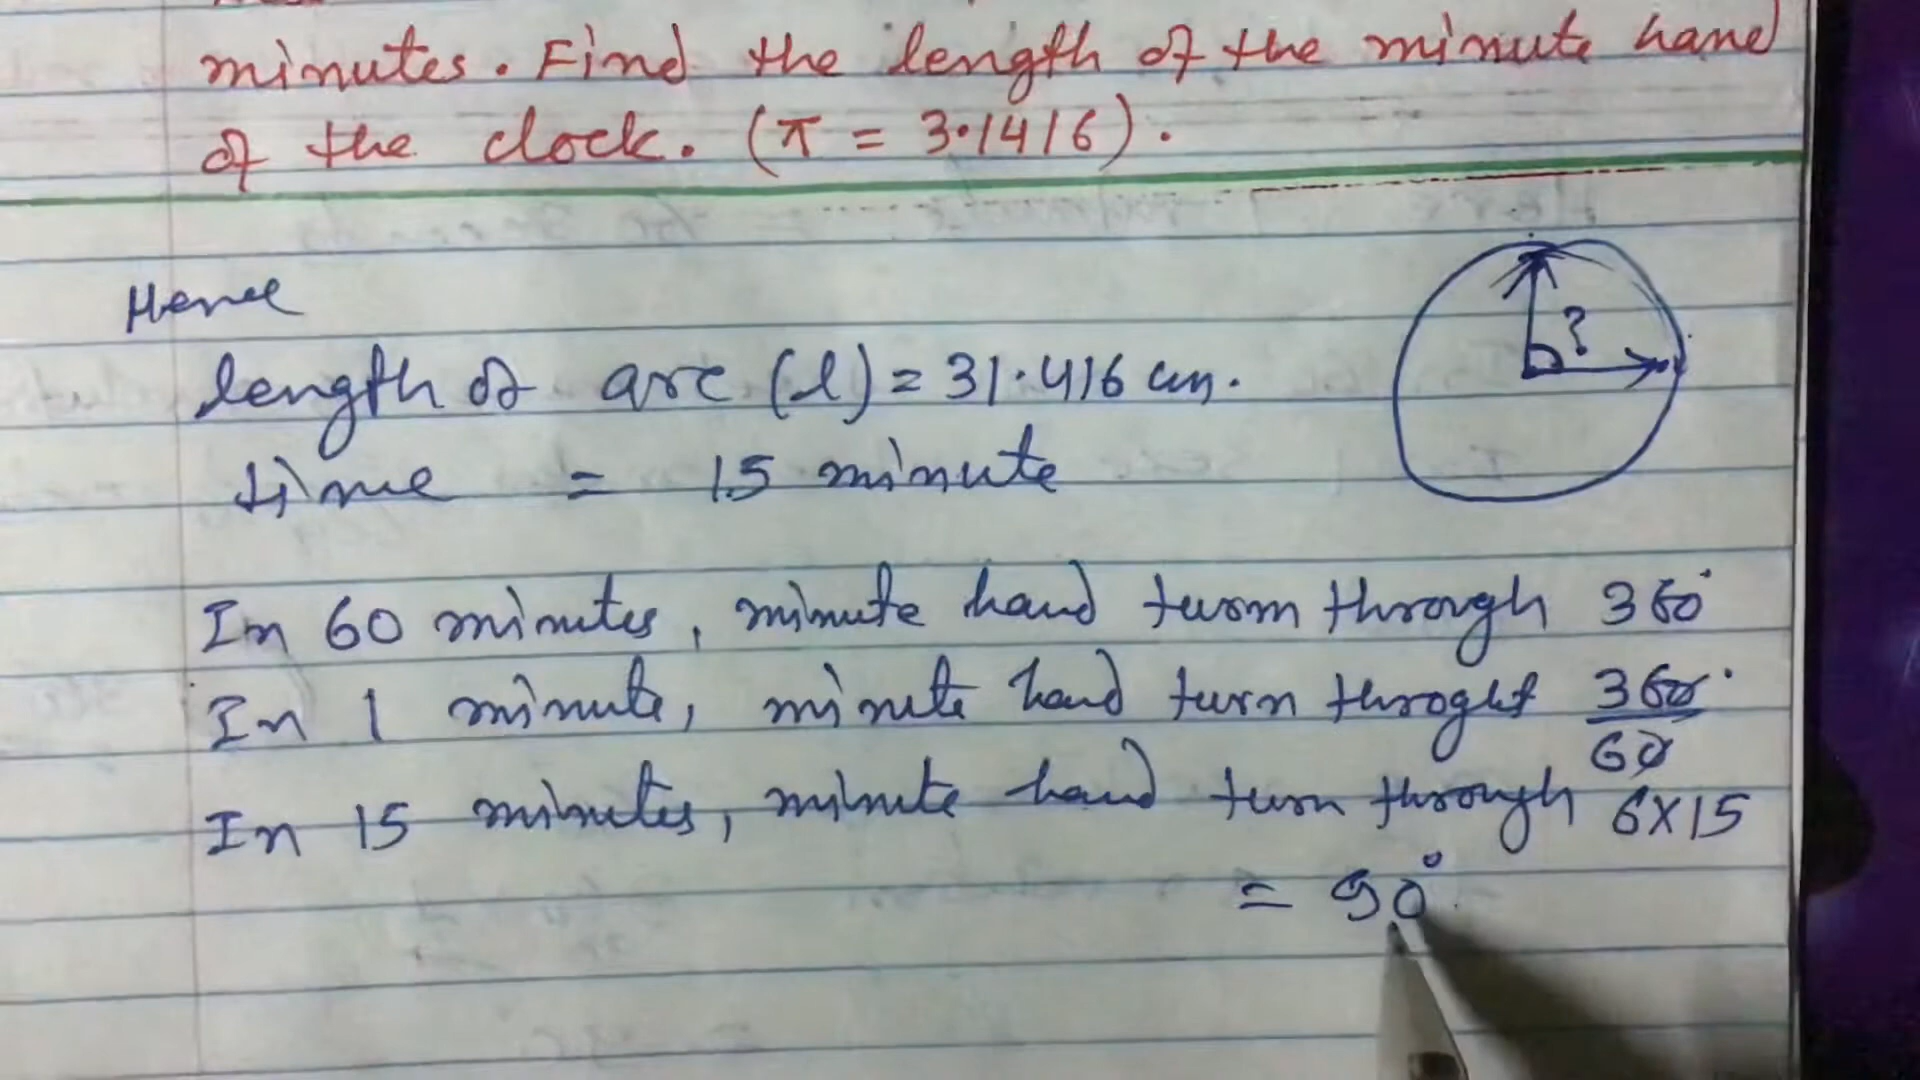 minutes. Find the length of the minute hand
of the clock. (π = 3.1416).
Here
length of arc (l) = 31.416 cm.
time = 15 minute
?
In 60 minutes, minute hand turn through 360°
In 1 minute, minete hand turn throght 360°/60
In 15 minutes, minute hand turn through 6×15
= 90°